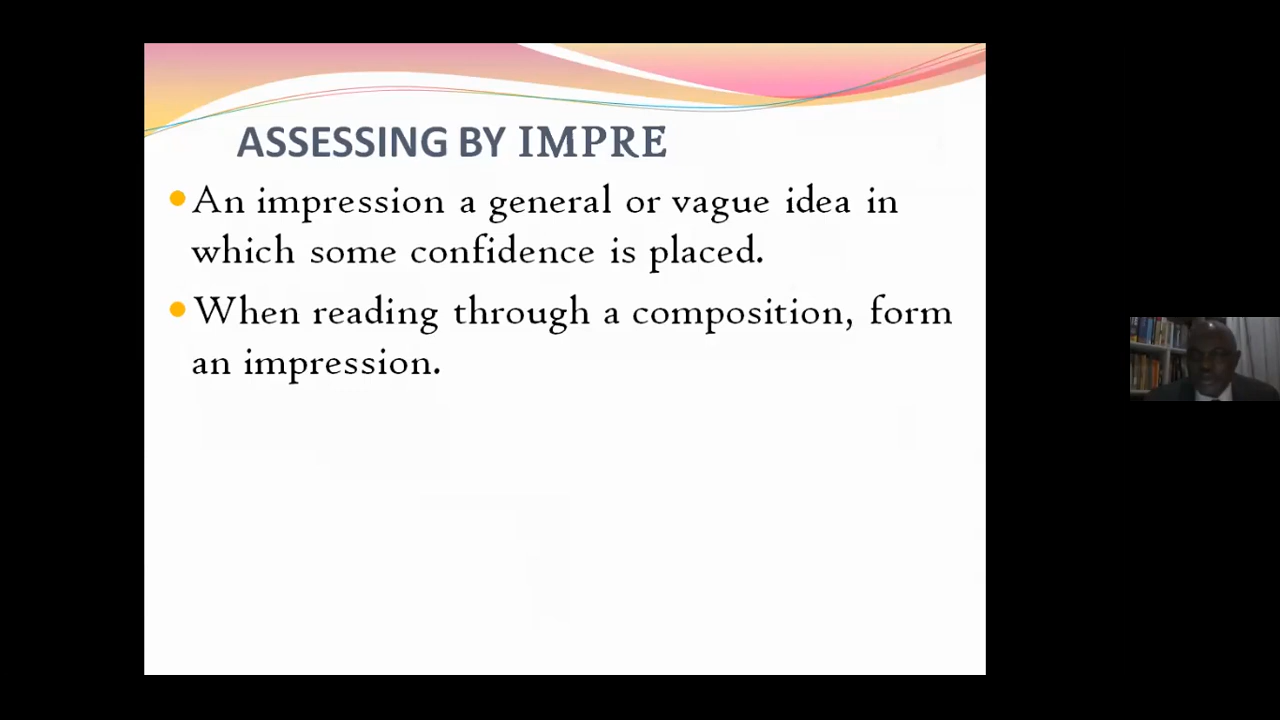 ASSESSING BY IMPRE
An impression a general or vague idea in
which some confidence is placed.
When reading through a composition, form
an impression.